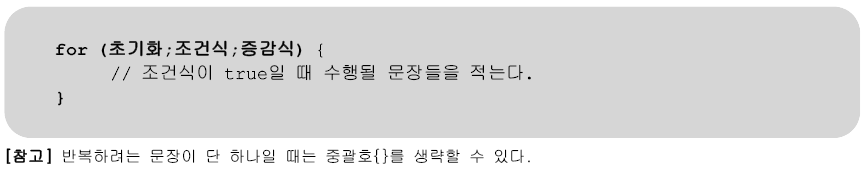 for (초기화;조건식;증감식) {
// 조건식이 true일 때 수행될 문장들을 적는다.
}
[참고] 반복하려는 문장이 단 하나일 때는 중괄호{}를 생략할 수 있다.